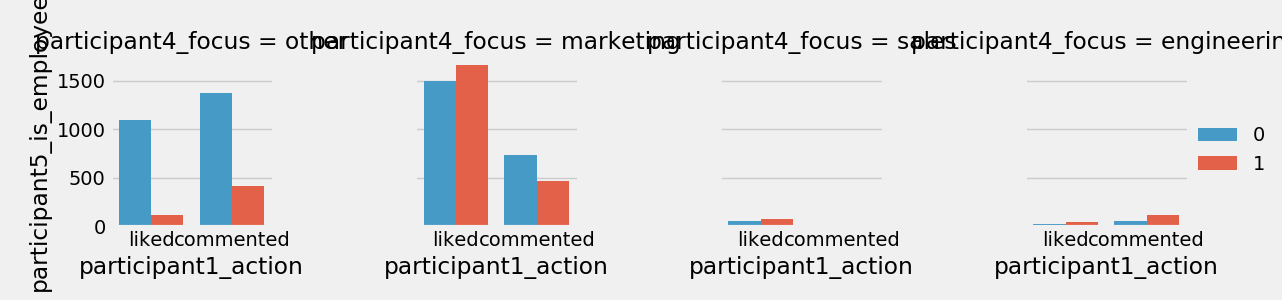 participant4_focus = other
participant4_focus = marketing
participant4_focus = sales
participant4_focus = engineerin
participant5_is_employee
1500
1000
500
0
liked commented
liked commented
liked commented
liked commented
participant1_action
participant1_action
participant1_action
participant1_action
0
1